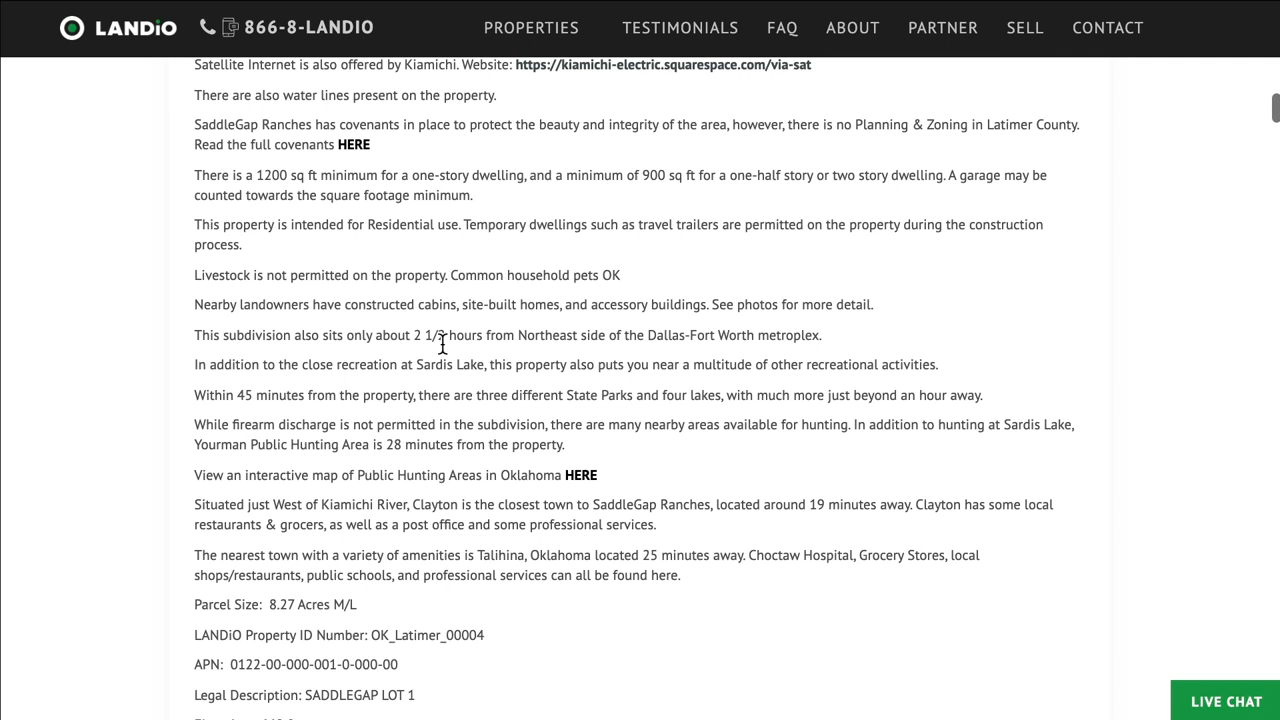 LANDiO 866-8-LANDIO PROPERTIES TESTIMONIALS FAQ ABOUT PARTNER SELL CONTACT
Satellite Internet is also offered by Kiamichi. Website: https://kiamichi-electric.squarespace.com/via-sat
There are also water lines present on the property.
SaddleGap Ranches has covenants in place to protect the beauty and integrity of the area, however, there is no Planning & Zoning in Latimer County.
Read the full covenants HERE
There is a 1200 sq ft minimum for a one-story dwelling, and a minimum of 900 sq ft for a one-half story or two story dwelling. A garage may be
counted towards the square footage minimum.
This property is intended for Residential use. Temporary dwellings such as travel trailers are permitted on the property during the construction
process.
Livestock is not permitted on the property. Common household pets OK
Nearby landowners have constructed cabins, site-built homes, and accessory buildings. See photos for more detail.
This subdivision also sits only about 2 hours from Northeast side of the Dallas-Fort Worth metroplex.
In addition to the close recreation at Sardis Lake, this property also puts you near a multitude of other recreational activities.
Within 45 minutes from the property, there are three different State Parks and four lakes, with much more just beyond an hour away.
While firearm discharge is not permitted in the subdivision, there are many nearby areas available for hunting. In addition to hunting at Sardis Lake,
Yourman Public Hunting Area is 28 minutes from the property.
View an interactive map of Public Hunting Areas in Oklahoma HERE
Situated just West of Kiamichi River, Clayton is the closest town to SaddleGap Ranches, located around 19 minutes away. Clayton has some local
restaurants & grocers, as well as a post office and some professional services.
The nearest town with a variety of amenities is Talihina, Oklahoma located 25 minutes away. Choctaw Hospital, Grocery Stores, local
shops/restaurants, public schools, and professional services can all be found here.
Parcel Size: 8.27 Acres M/L
LANDiO Property ID Number: OK_Latimer_00004
APN: 0122-00-000-001-0-000-00
Legal Description: SADDLEGAP LOT 1
LIVE CHAT